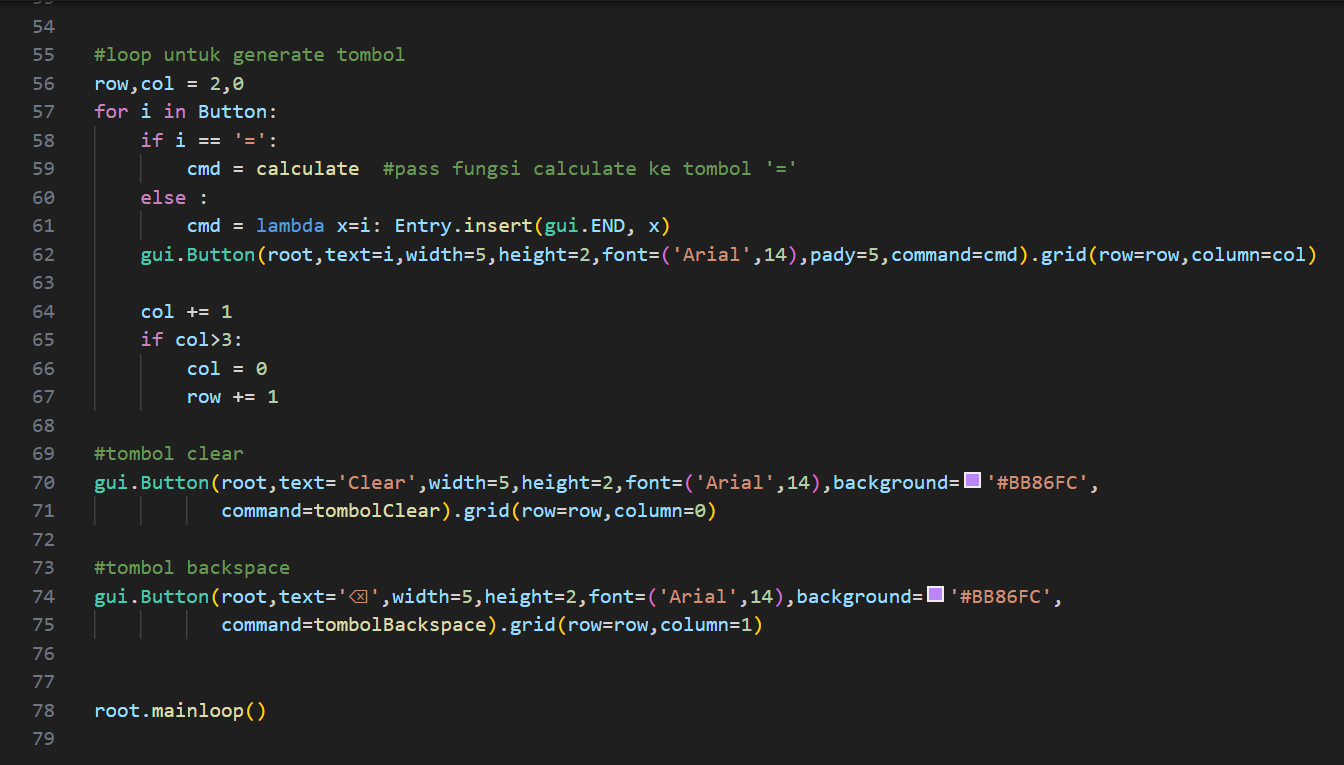 54
55 #loop untuk generate tombol
56 row,col = 2,0
57 for i in Button:
58     if i == '=':
59         cmd = calculate  #pass fungsi calculate ke tombol '='
60     else :
61         cmd = lambda x=i: Entry.insert(gui.END, x)
62     gui.Button(root,text=i,width=5,height=2,font=('Arial',14),pady=5,command=cmd).grid(row=row,column=col)
63
64     col += 1
65     if col>3:
66         col = 0
67         row += 1
68
69 #tombol clear
70 gui.Button(root,text='Clear',width=5,height=2,font=('Arial',14),background='#BB86FC',
71            command=tombolClear).grid(row=row,column=0)
72
73 #tombol backspace
74 gui.Button(root,text='⌫',width=5,height=2,font=('Arial',14),background='#BB86FC',
75            command=tombolBackspace).grid(row=row,column=1)
76
77
78 root.mainloop()
79